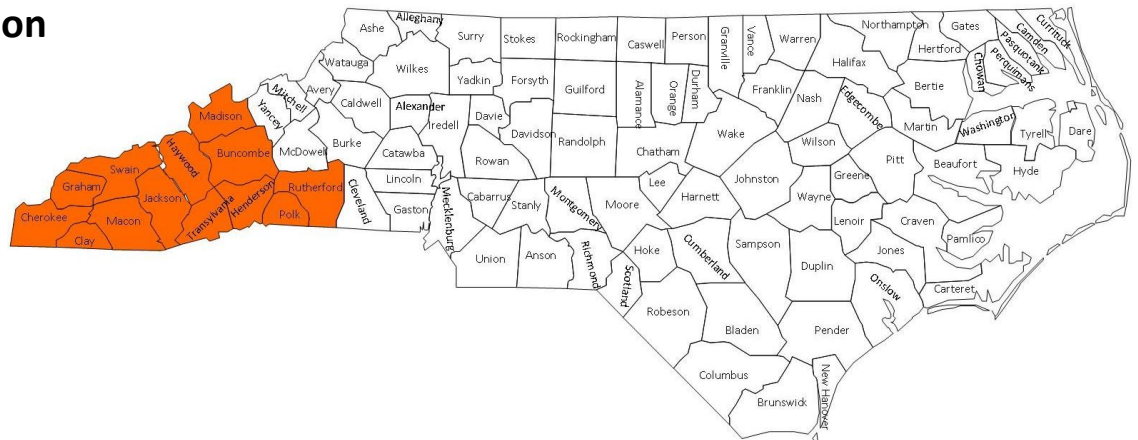 on
Ashe
Alleghany
Surry
Stokes
Rockingham
Caswell
Person
Granville
Vance
Warren
Northampton
Gates
Camden
Currituck
Pasquotank
Perquimans
Chowan
Hertford
Halifax
Bertie
Watauga
Wilkes
Yadkin
Forsyth
Guilford
Alamance
Orange
Durham
Franklin
Nash
Edgecombe
Martin
Washington
Tyrell
Dare
Mitchell
Avery
Yancey
Caldwell
Alexander
Iredell
Davie
Davidson
Randolph
Chatham
Wake
Wilson
Pitt
Beaufort
Hyde
Madison
Buncombe
McDowell
Burke
Catawba
Rowan
Lee
Johnston
Greene
Swain
Haywood
Graham
Jackson
Transylvania
Henderson
Rutherford
Polk
Cherokee
Macon
Clay
Cleveland
Lincoln
Gaston
Mecklenburg
Cabarrus
Stanly
Montgomery
Moore
Harnett
Wayne
Lenoir
Craven
Pamlico
Jones
Union
Anson
Richmond
Scotland
Hoke
Cumberland
Sampson
Duplin
Onslow
Carteret
Robeson
Bladen
Pender
Columbus
Brunswick
New Hanover